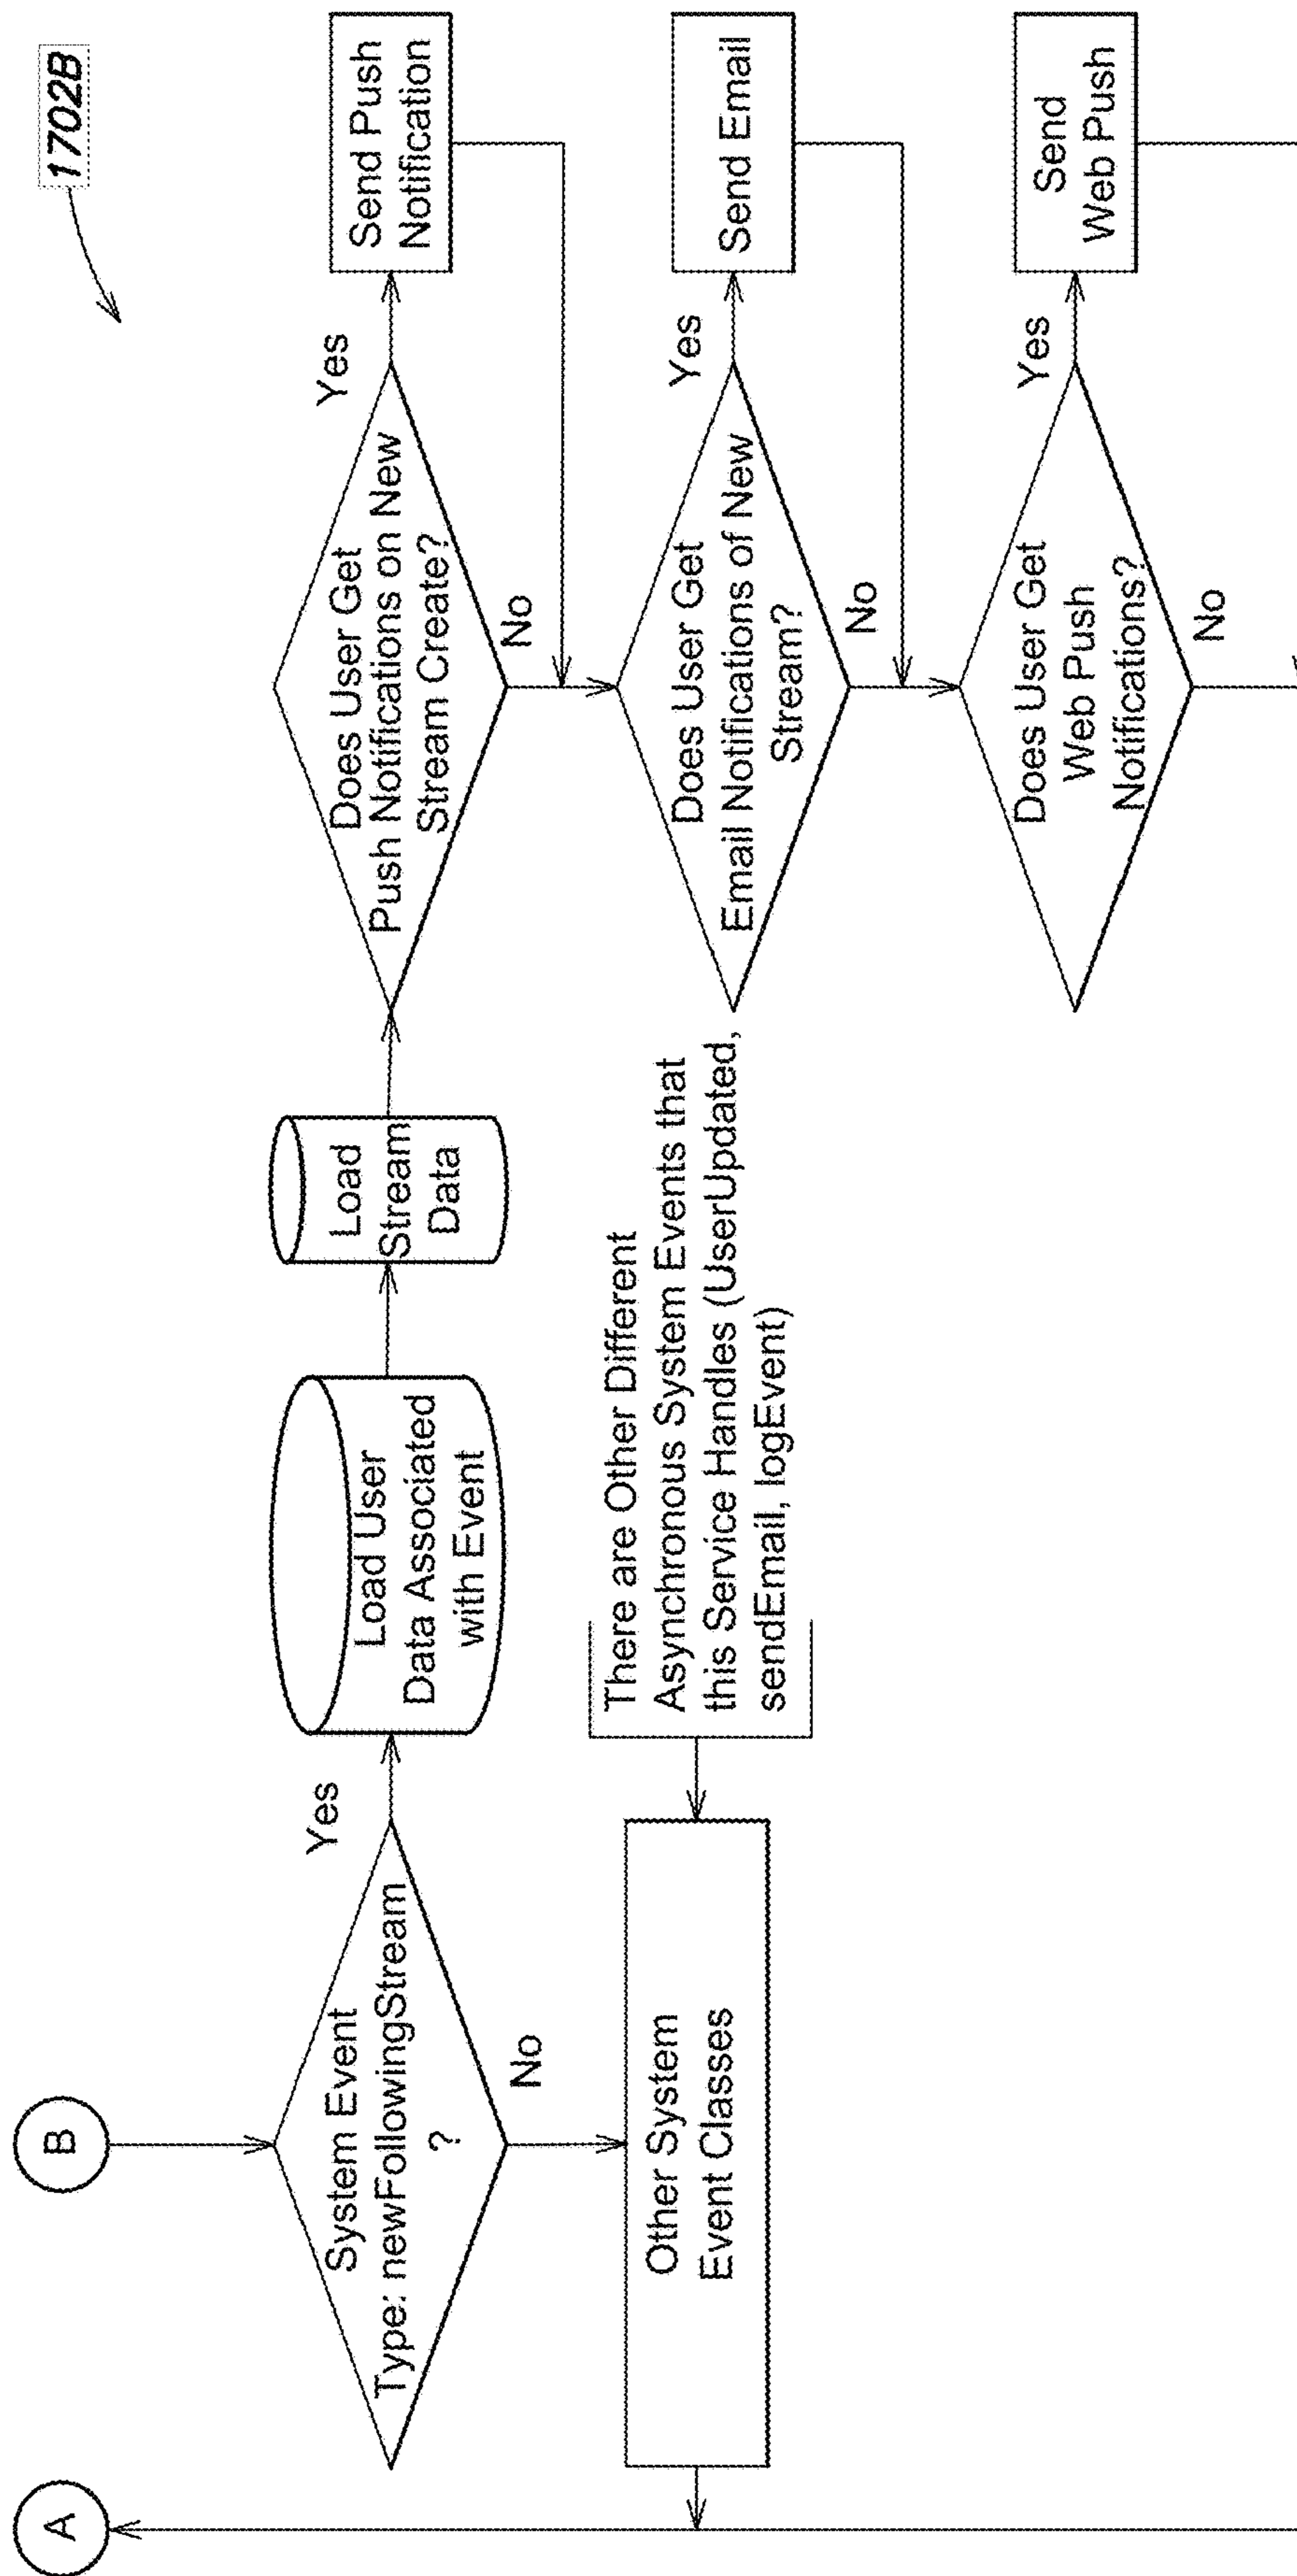 1702B
B
A
System Event
Type: newFollowingStream
?
Yes
No
Load User
Data Associated
with Event
Load
Stream
Data
Does User Get
Push Notifications on New
Stream Create?
Yes
No
Send Push
Notification
Other System
Event Classes
There are Other Different
Asynchronous System Events that
this Service Handles (UserUpdated,
sendEmail, logEvent)
Does User Get
Email Notifications of New
Stream?
Yes
No
Send Email
Does User Get
Web Push
Notifications?
Yes
No
Send
Web Push